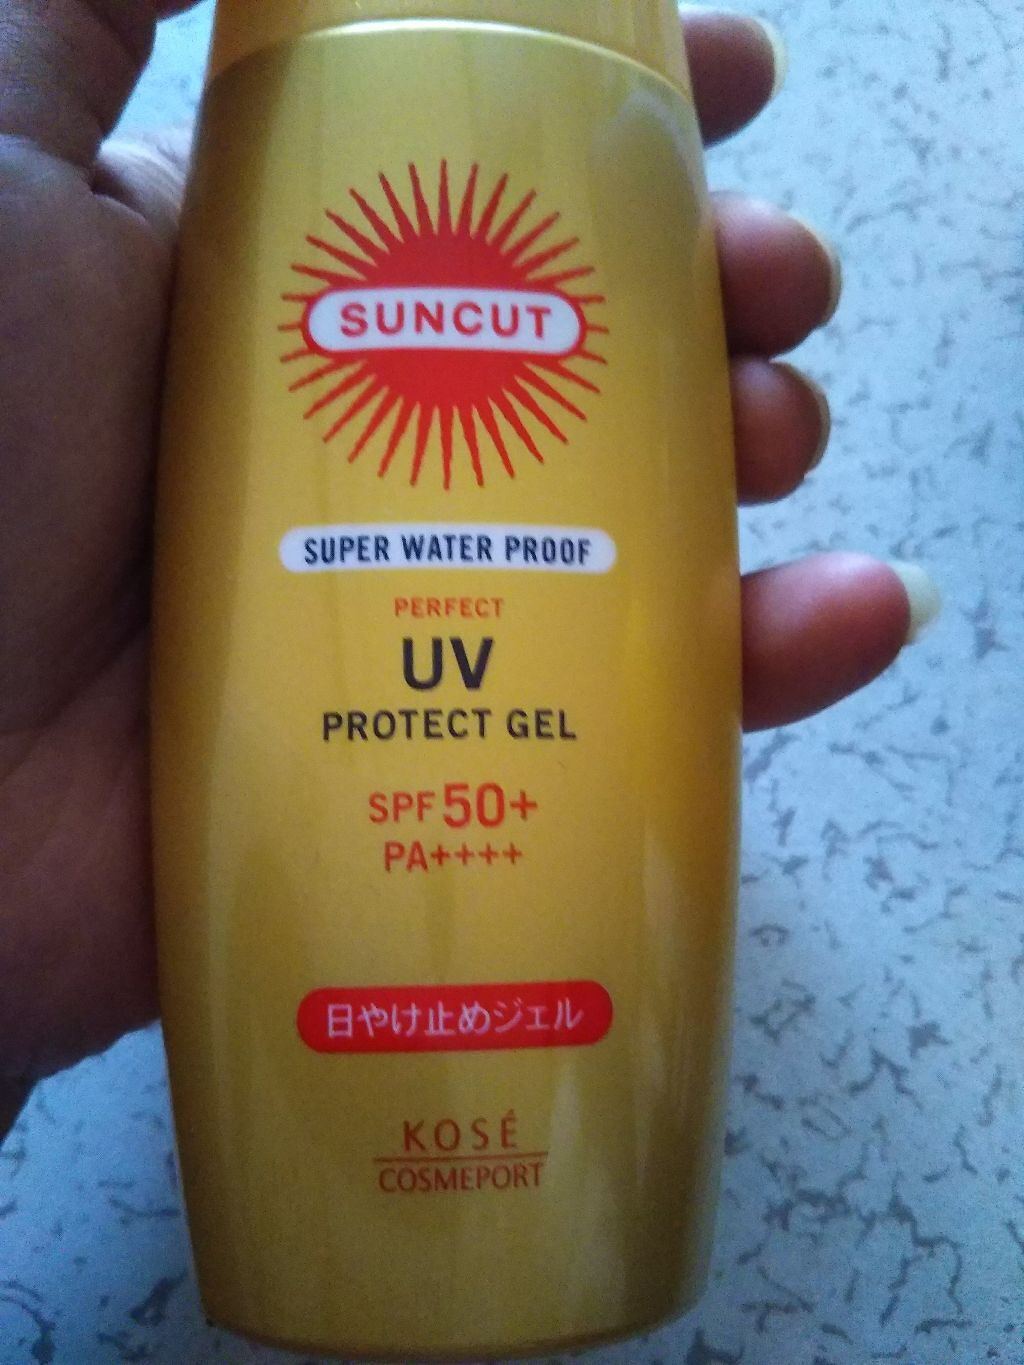 SUNCUT
SUPER WATER PROOF
PERFECT
UV
PROTECT GEL
SPF50+
PA++++
日やけ止めジェル
KOSÉ
COSMEPORT